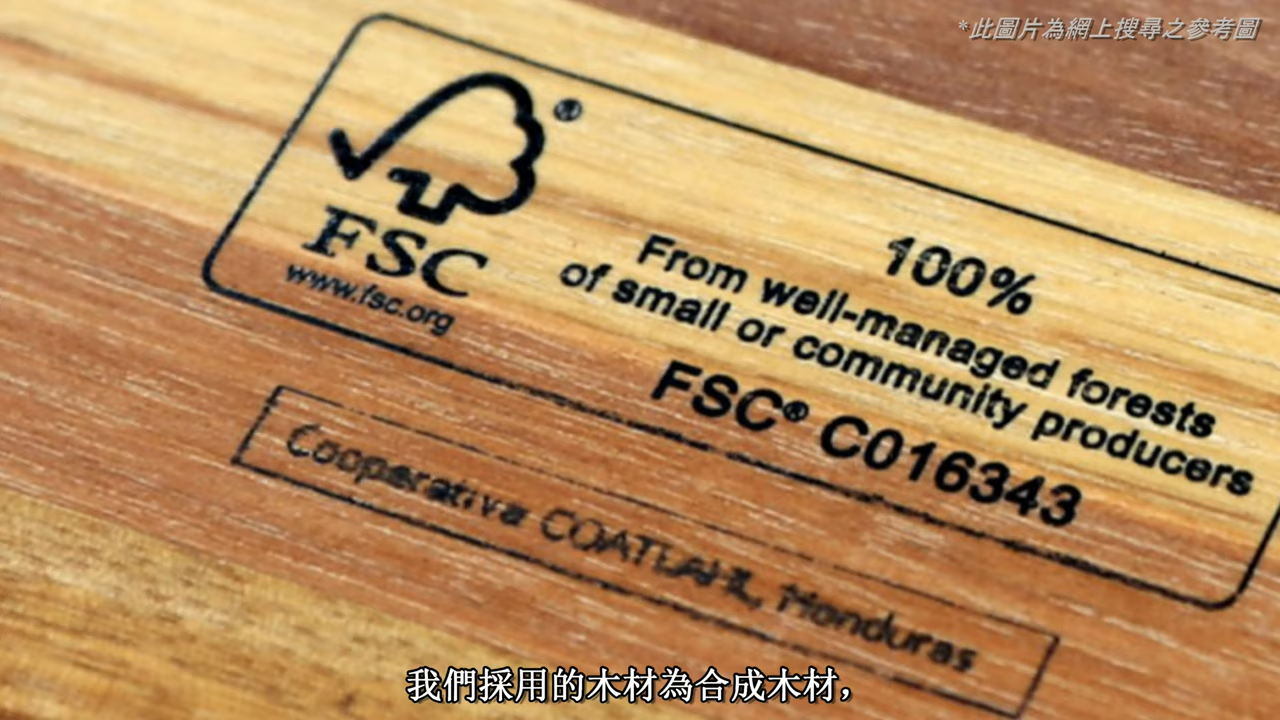 *此圖片為網上搜尋之參考圖
®
FSC
www.fsc.org
100%
From well-managed forests
of small or community producers
FSC® C016343
Cooperativa COATLAHL, Honduras
我們採用的木材為合成木材，